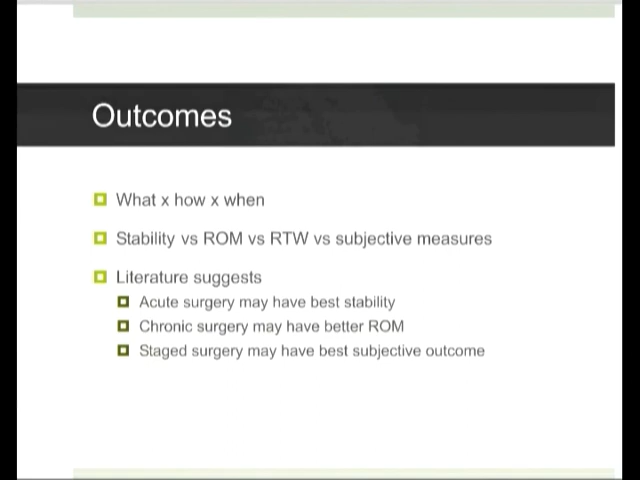 Outcomes
What x how x when
Stability vs ROM vs RTW vs subjective measures
Literature suggests
Acute surgery may have best stability
Chronic surgery may have better ROM
Staged surgery may have best subjective outcome